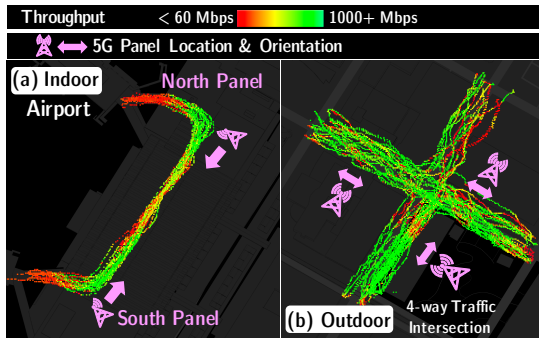 Throughput < 60 Mbps 1000+ Mbps
5G Panel Location & Orientation
(a) Indoor
Airport
North Panel
South Panel
(b) Outdoor
4-way Traffic
Intersection